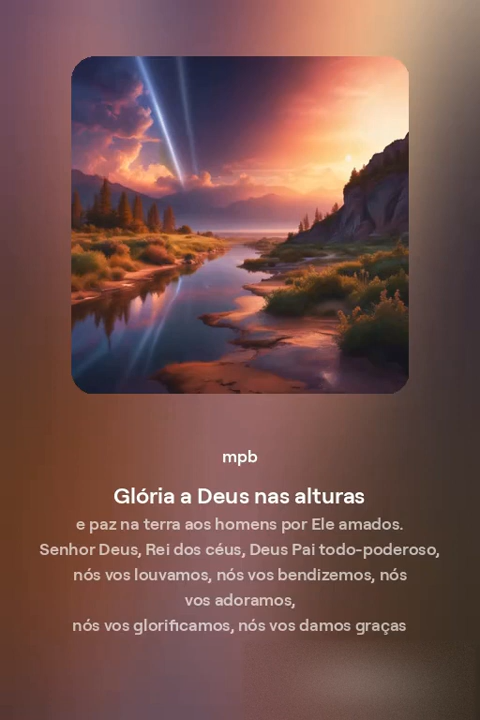 mpb
Glória a Deus nas alturas
e paz na terra aos homens por Ele amados.
Senhor Deus, Rei dos céus, Deus Pai todo-poderoso,
nós vos louvamos, nós vos bendizemos, nós
vos adoramos,
nós vos glorificamos, nós vos damos graças